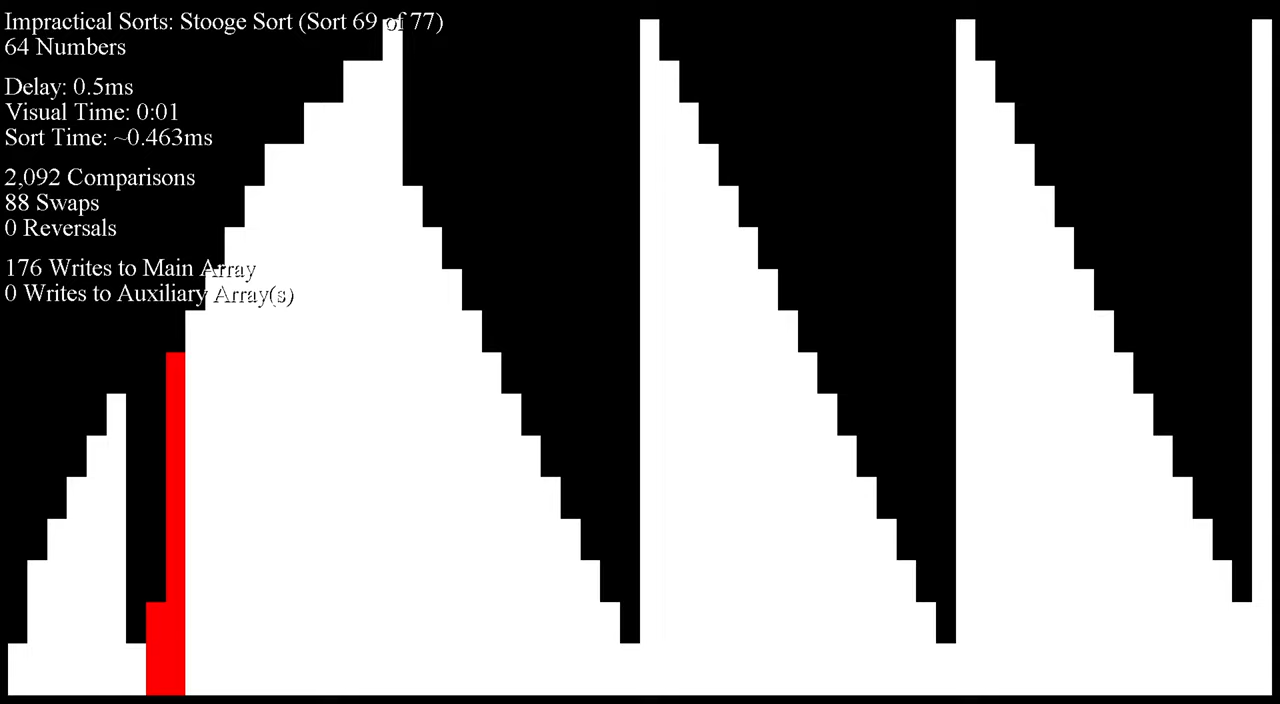 Impractical Sorts: Stooge Sort (Sort 69 of 77)
64 Numbers
Delay: 0.5ms
Visual Time: 0:01
Sort Time: ~0.463ms
2,092 Comparisons
88 Swaps
0 Reversals
176 Writes to Main Array
0 Writes to Auxiliary Array(s)